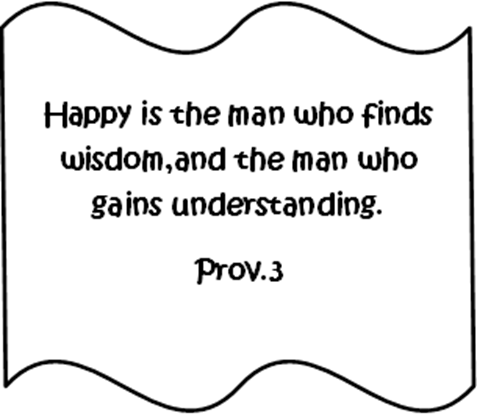 Happy is the man who finds
wisdom,and the man who
gains understanding.
Prov.3